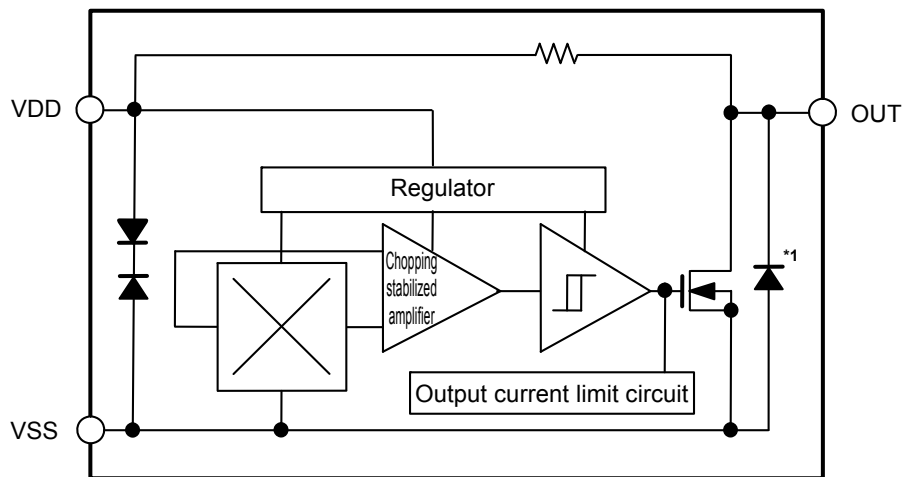 VDD
OUT
Regulator
Chopping
stabilized
amplifier
*1
Output current limit circuit
VSS